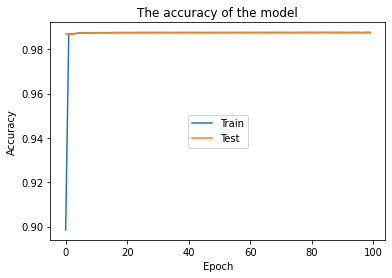 The accuracy of the model
Accuracy
0.98
0.96
0.94
0.92
0.90
Train
Test
0 20 40 60 80 100
Epoch